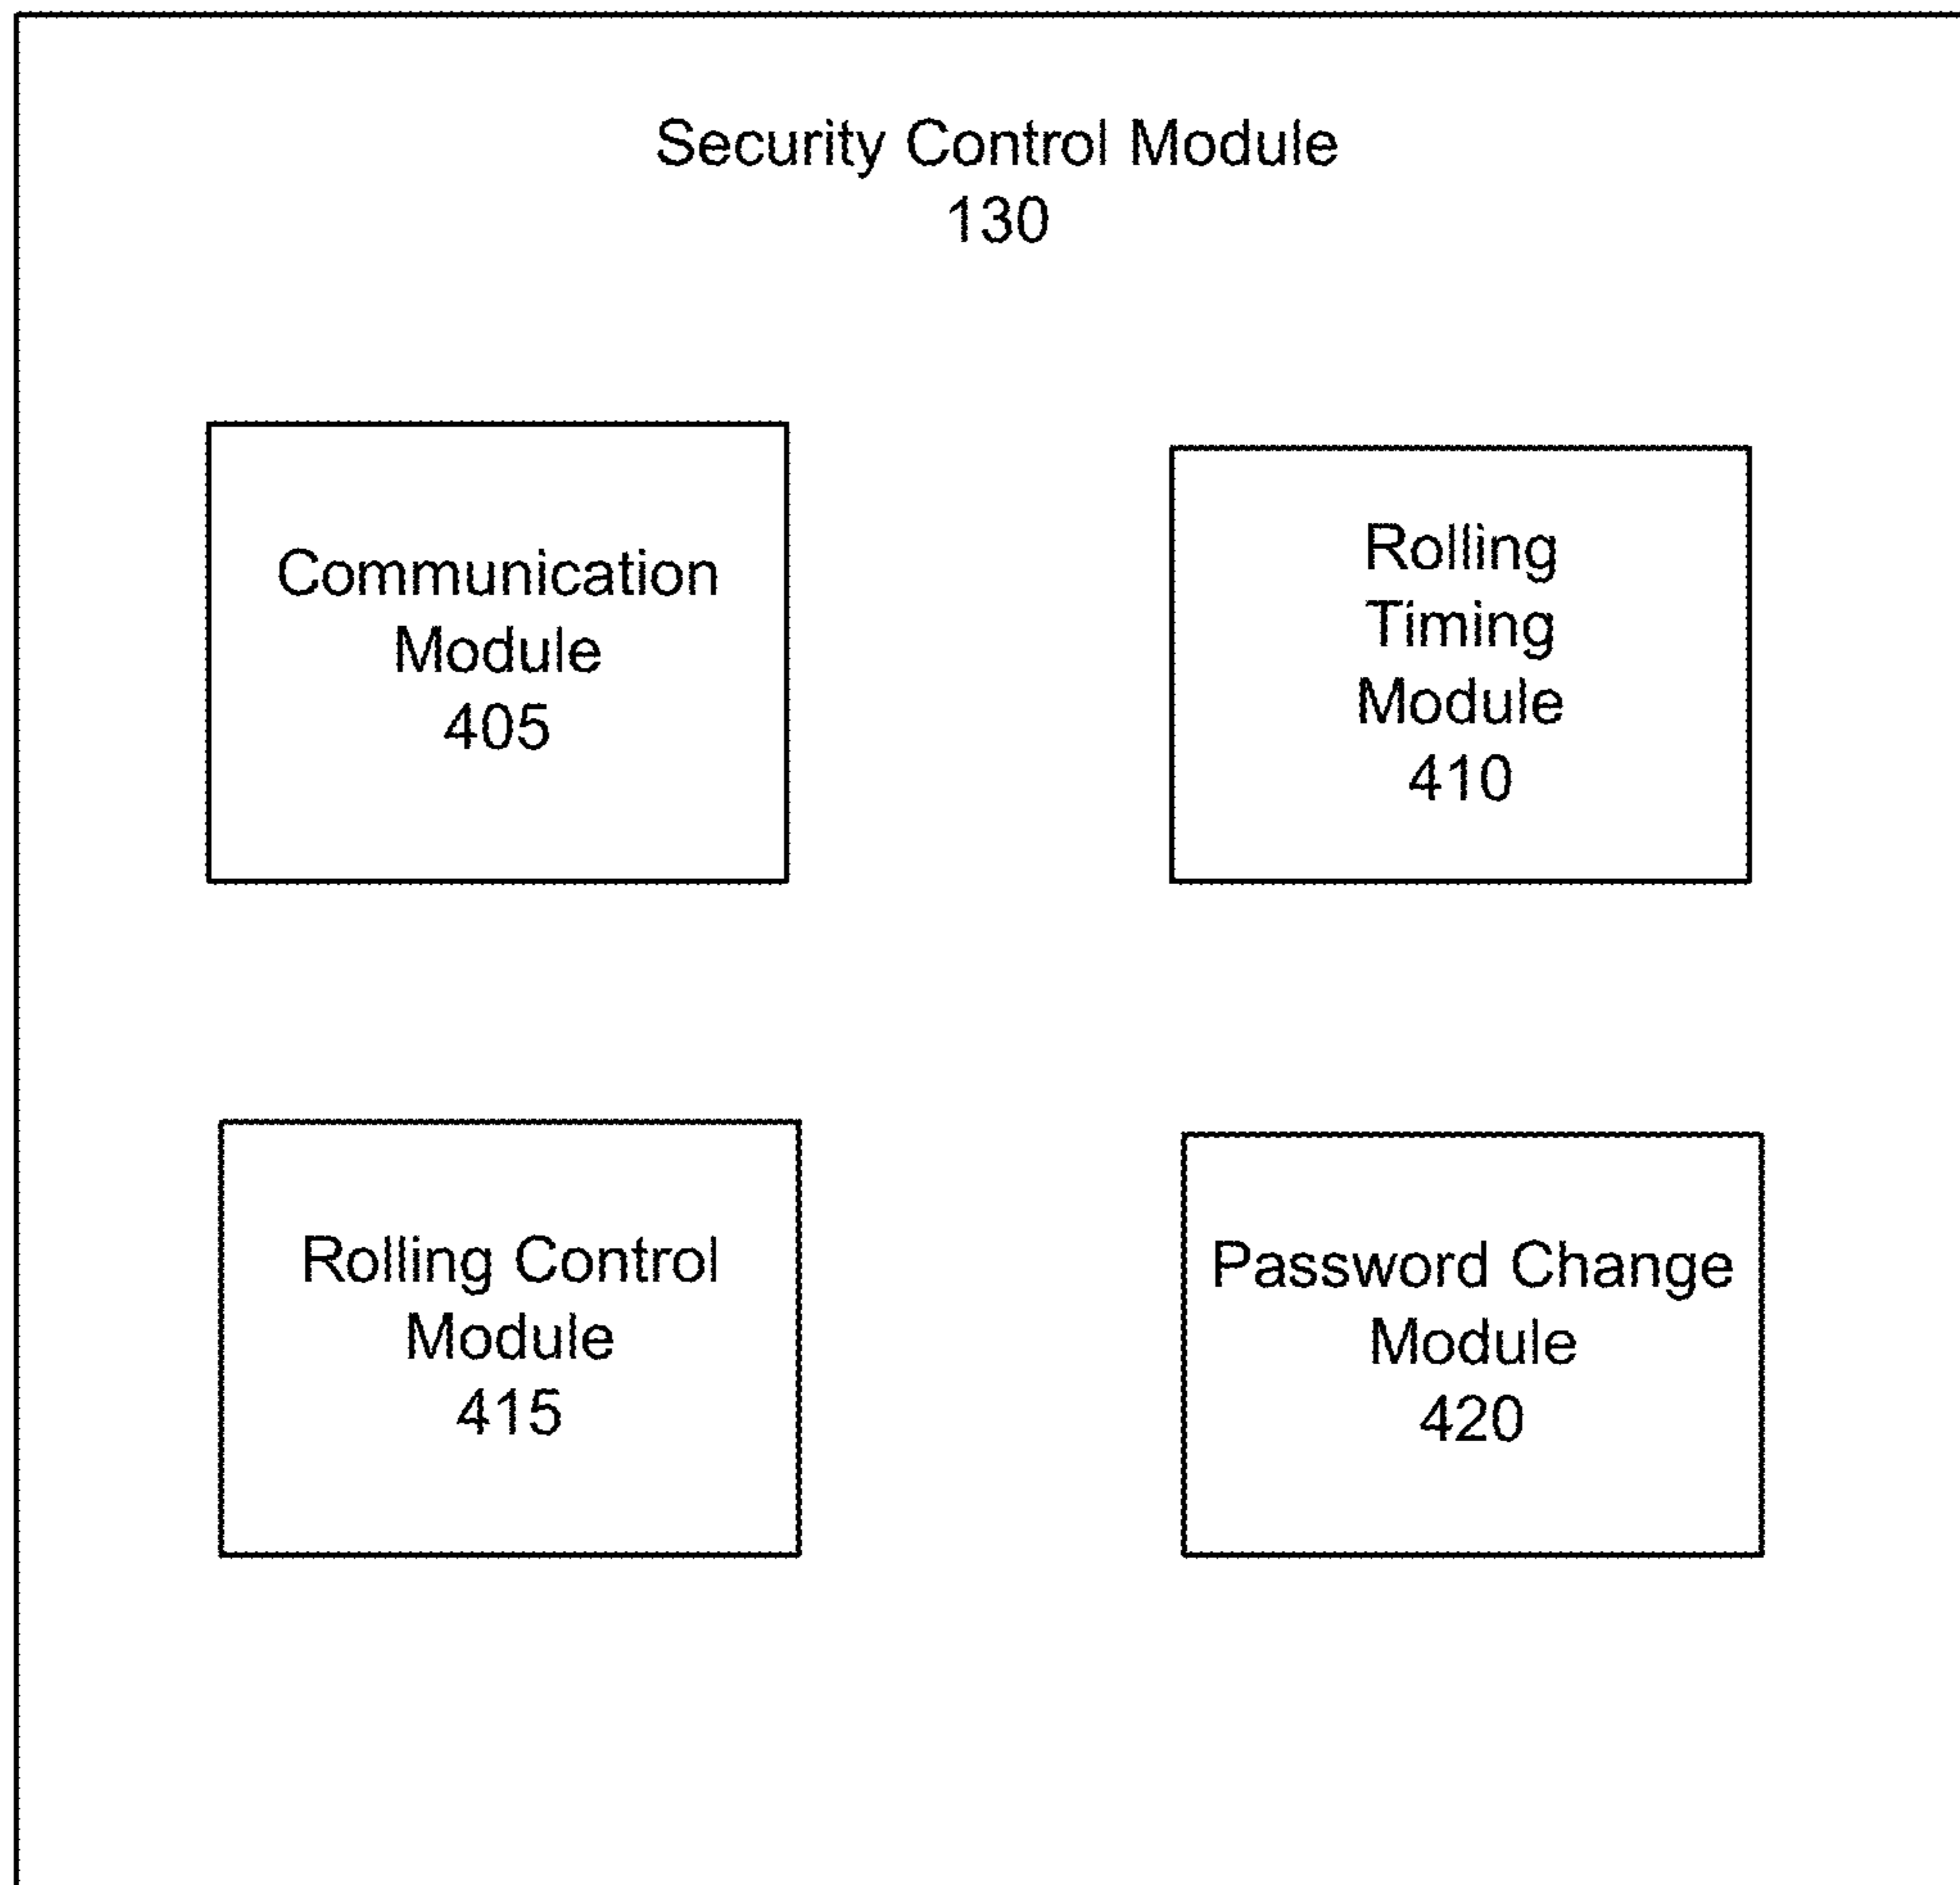 Security Control Module
130
Communication
Module
405
Rolling
Timing
Module
410
Rolling Control
Module
415
Password Change
Module
420